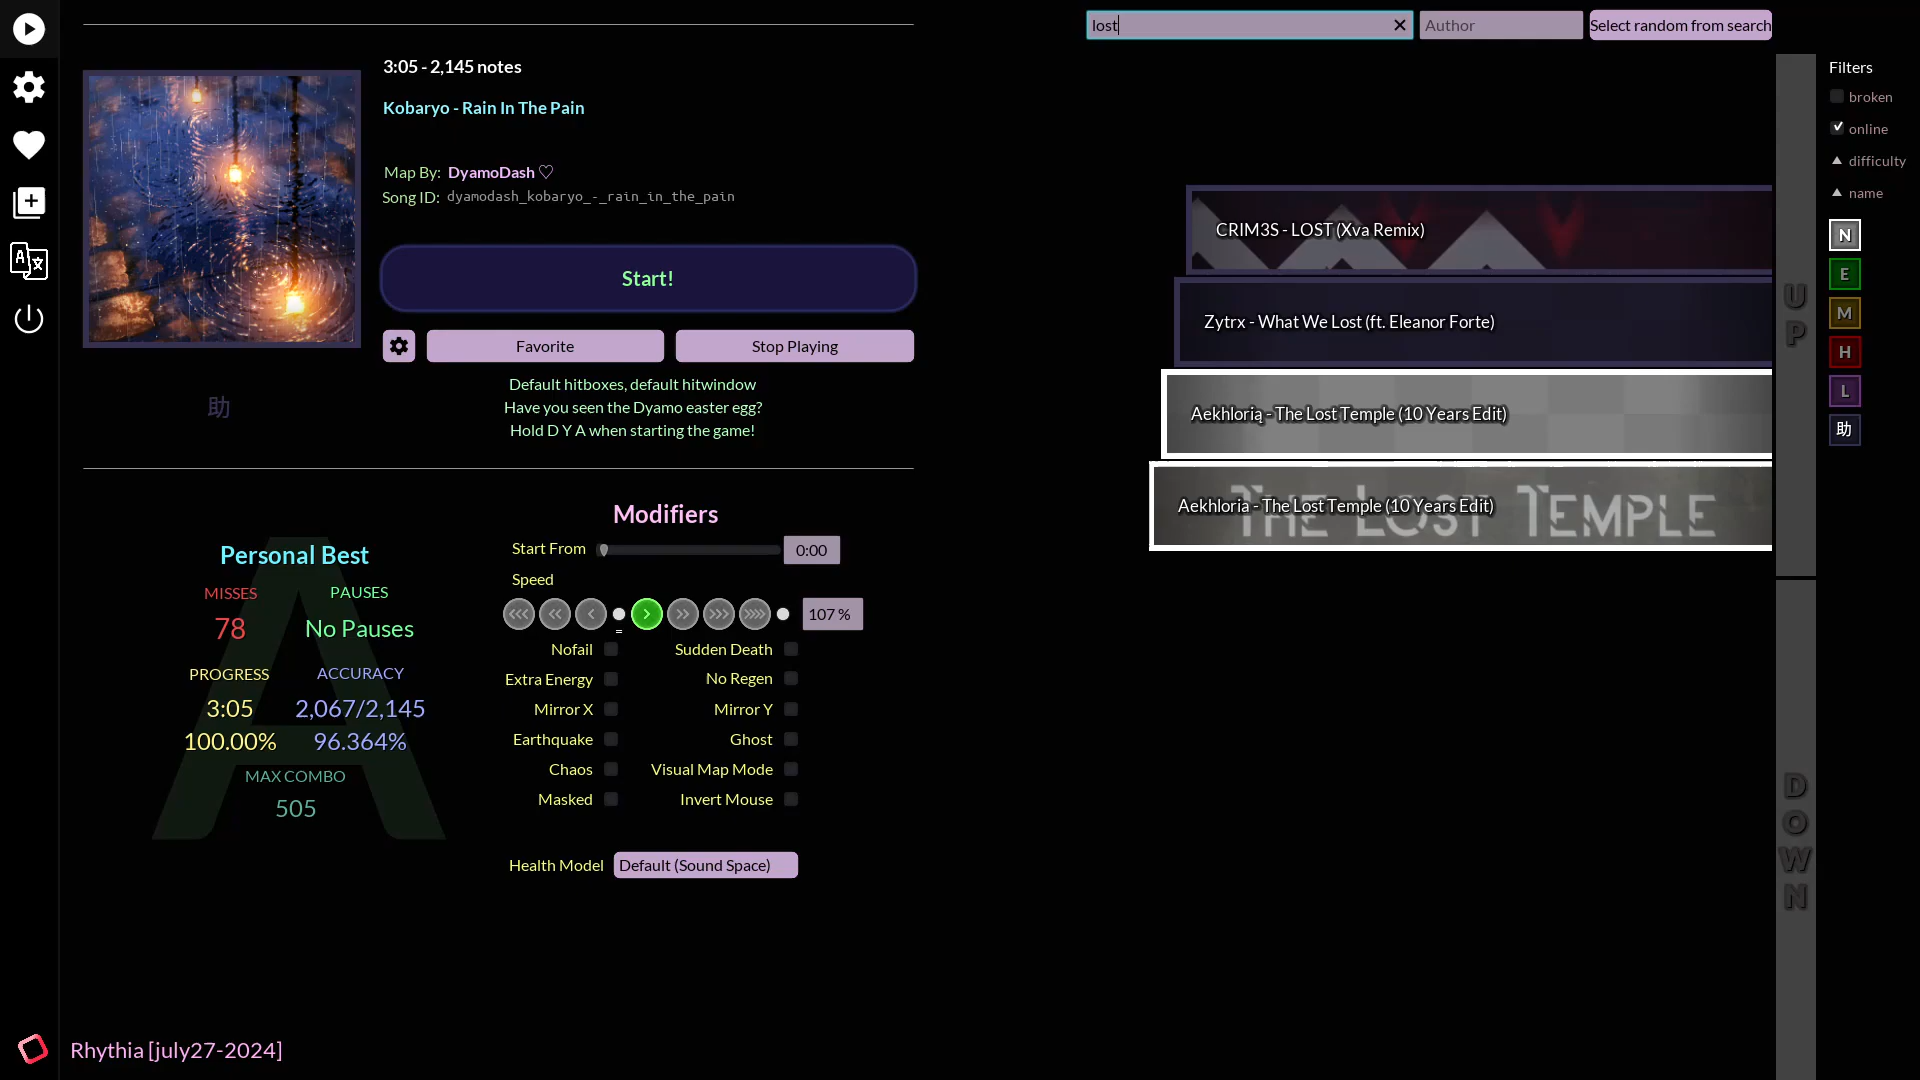 lost
Author
Select random from search
3:05 - 2,145 notes
Kobaryo - Rain In The Pain
Map By: DyamoDash ♡
Song ID: dyamodash_kobaryo_-_rain_in_the_pain
Start!
Favorite
Stop Playing
Default hitboxes, default hitwindow
Have you seen the Dyamo easter egg?
Hold D Y A when starting the game!
助
Personal Best
MISSES
78
PAUSES
No Pauses
PROGRESS
3:05
100.00%
ACCURACY
2,067/2,145
96.364%
MAX COMBO
505
A
Modifiers
Start From
0:00
Speed
=
107 %
Nofail
Sudden Death
Extra Energy
No Regen
Mirror X
Mirror Y
Earthquake
Ghost
Chaos
Visual Map Mode
Masked
Invert Mouse
Health Model
Default (Sound Space)
CRIM3S - LOST (Xva Remix)
Zytrx - What We Lost (ft. Eleanor Forte)
Aekhloria - The Lost Temple (10 Years Edit)
Aekhloria - The Lost Temple (10 Years Edit)
THE LOST TEMPLE
UP
DOWN
Filters
broken
online
difficulty
name
N
E
M
H
L
助
Rhythia [july27-2024]